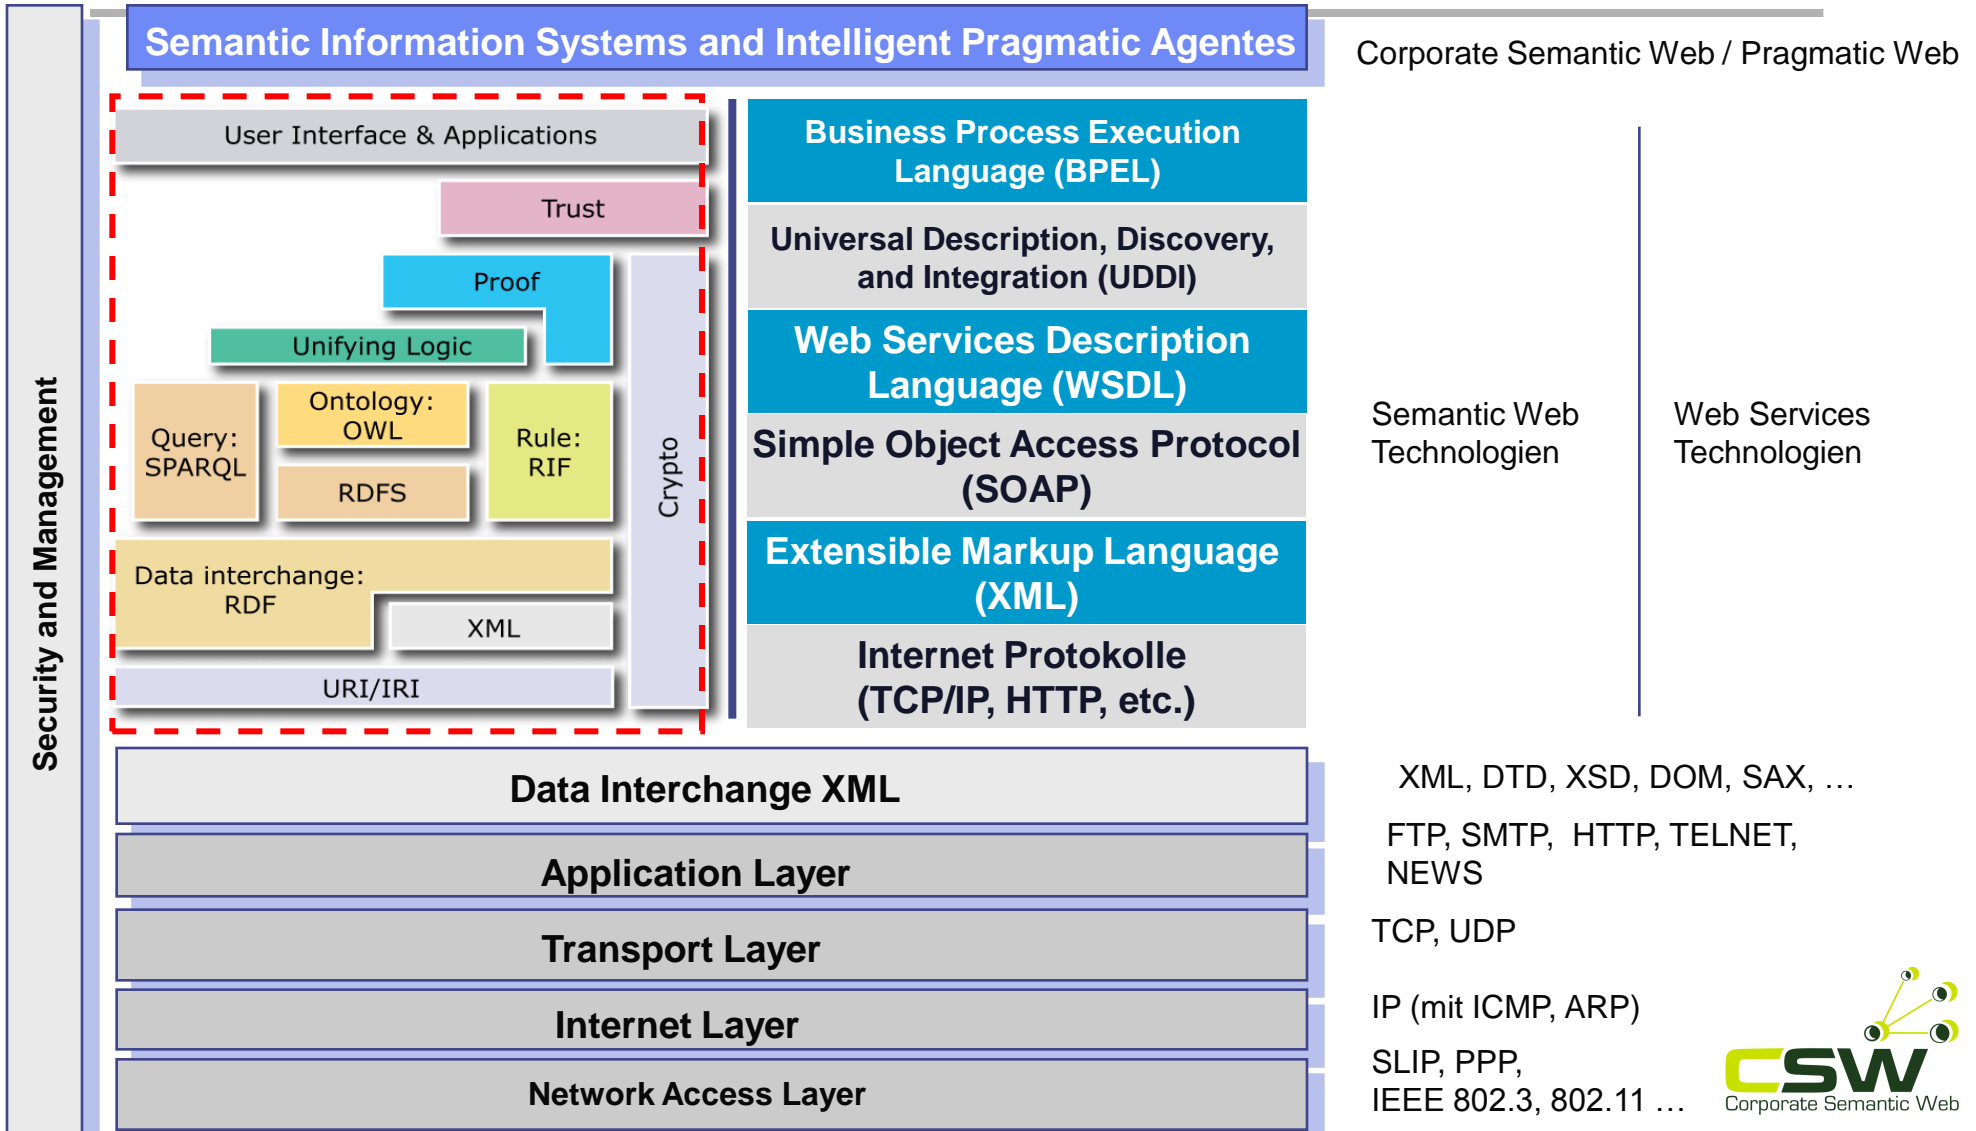 Semantic Information Systems and Intelligent Pragmatic Agentes
Corporate Semantic Web / Pragmatic Web
Security and Management
User Interface & Applications
Trust
Proof
Unifying Logic
Query:
SPARQL
Ontology:
OWL
RDFS
Rule:
RIF
Crypto
Data interchange:
RDF
XML
URI/IRI
Business Process Execution
Language (BPEL)
Universal Description, Discovery,
and Integration (UDDI)
Web Services Description
Language (WSDL)
Simple Object Access Protocol
(SOAP)
Extensible Markup Language
(XML)
Internet Protokolle
(TCP/IP, HTTP, etc.)
Semantic Web
Technologien
Web Services
Technologien
Data Interchange XML
XML, DTD, XSD, DOM, SAX, …
Application Layer
FTP, SMTP, HTTP, TELNET,
NEWS
Transport Layer
TCP, UDP
Internet Layer
IP (mit ICMP, ARP)
Network Access Layer
SLIP, PPP,
IEEE 802.3, 802.11 …
CSW
Corporate Semantic Web